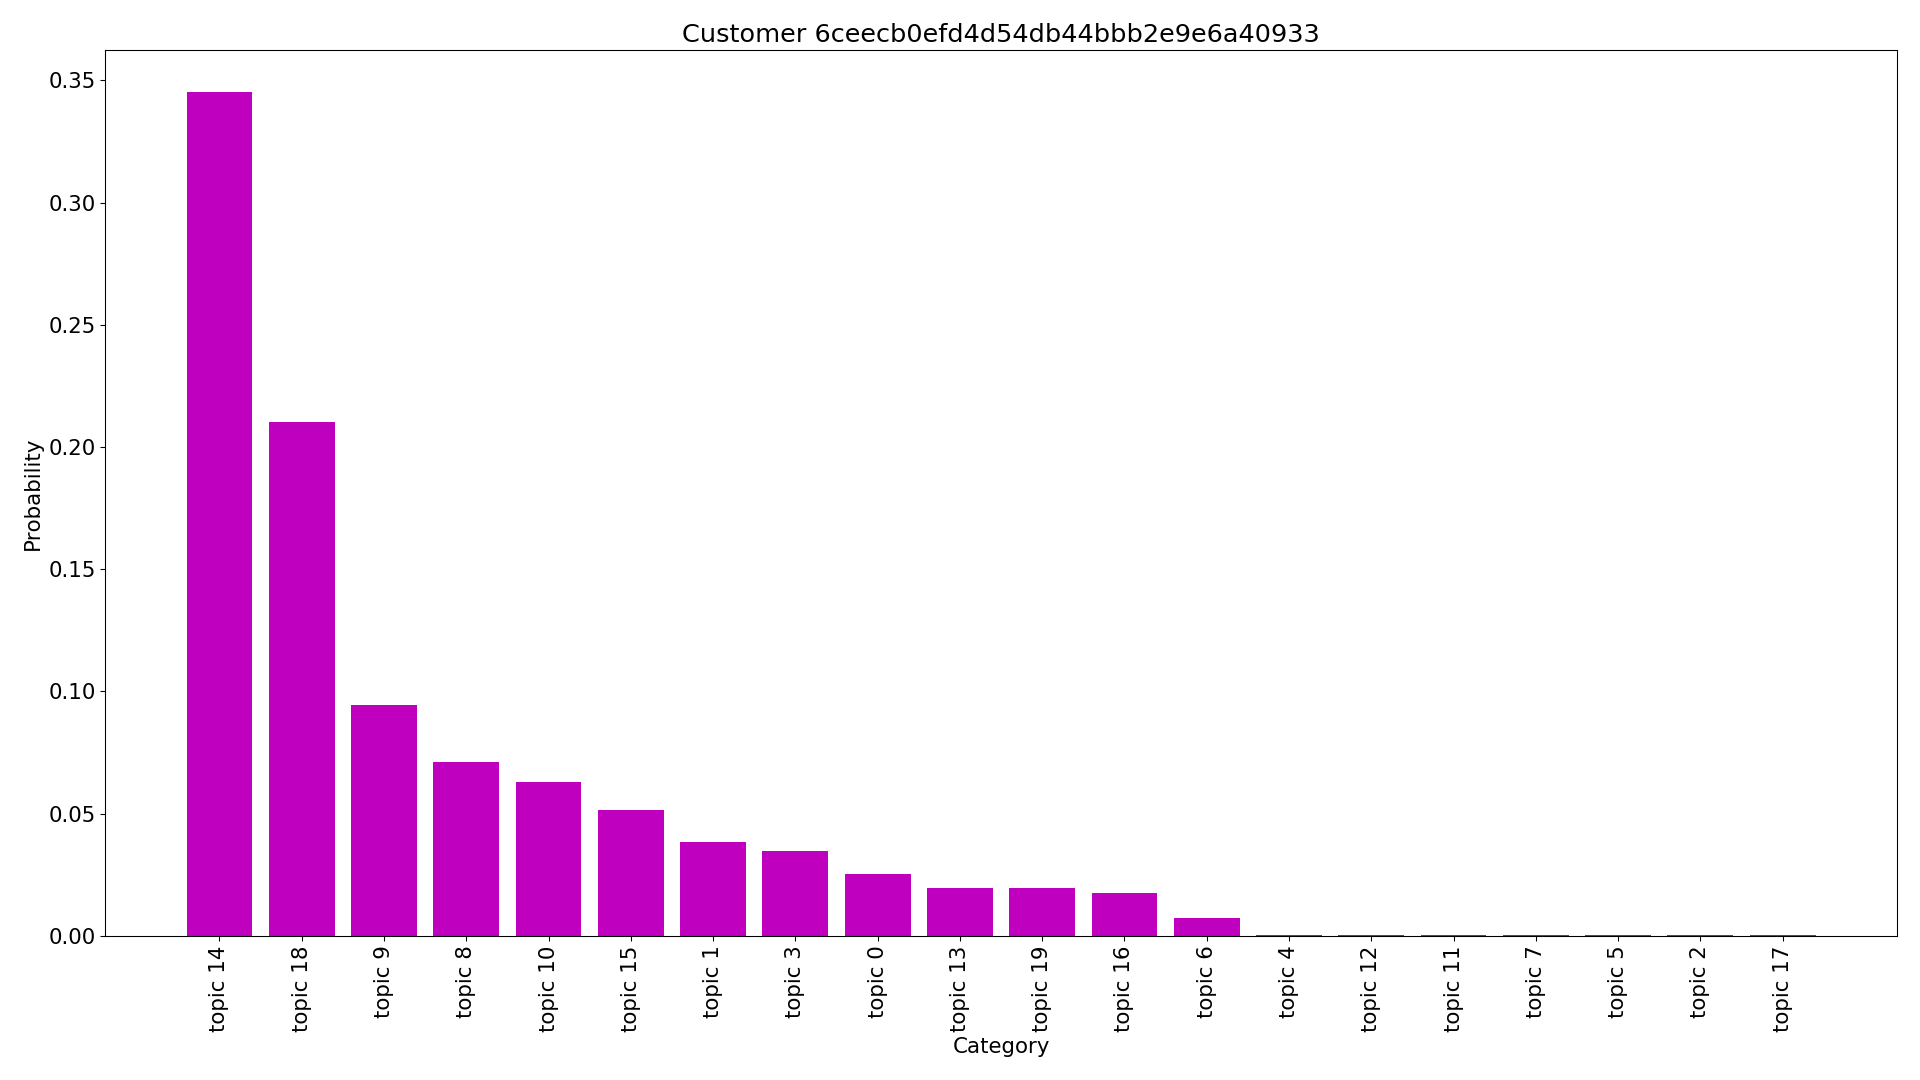 Customer 6ceecb0efd4d54db44bbb2e9e6a40933
Probability
0.35
0.30
0.25
0.20
0.15
0.10
0.05
0.00
topic 14
topic 18
topic 9
topic 8
topic 10
topic 15
topic 1
topic 3
topic 0
topic 13
topic 19
topic 16
topic 6
topic 4
topic 12
topic 11
topic 7
topic 5
topic 2
topic 17
Category